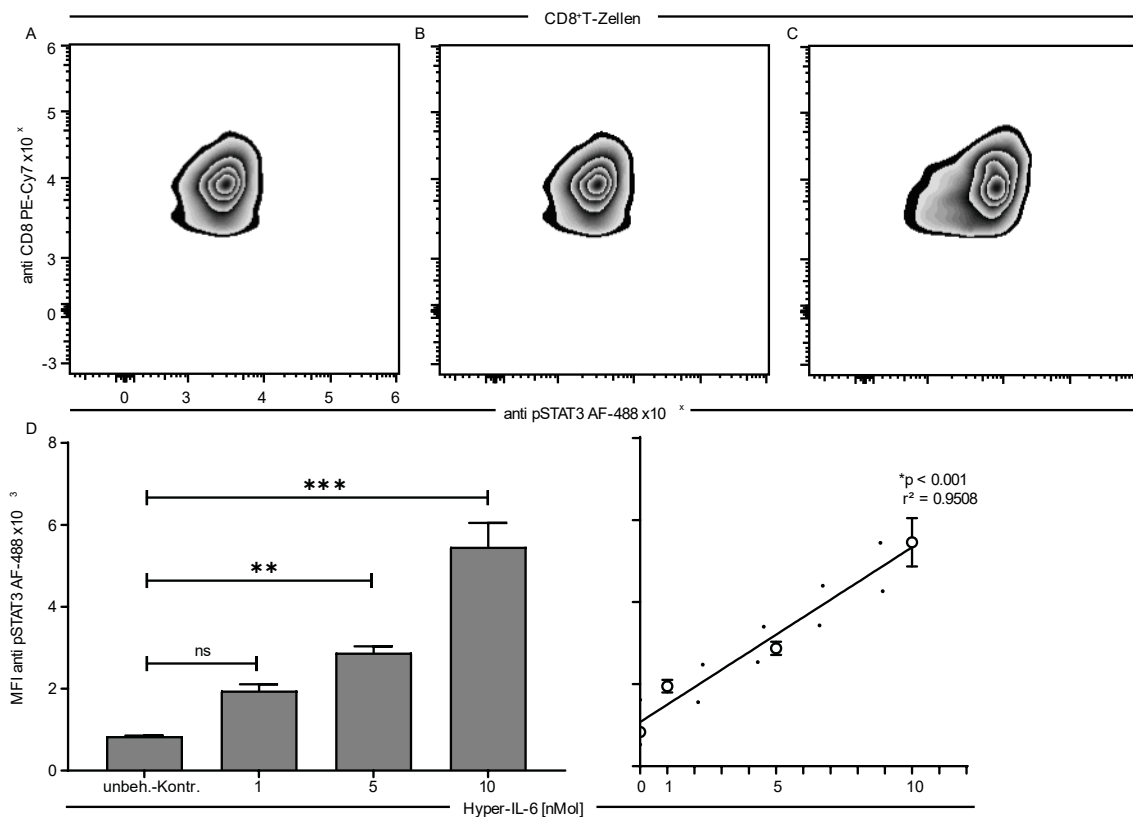 CD8⁺T-Zellen
A
B
C
anti CD8 PE-Cy7 x10 ˣ
6
5
4
3
0
-3
0 3 4 5 6
anti pSTAT3 AF-488 x10 ˣ
D
MFI anti pSTAT3 AF-488 x10 ³
8
6
4
2
0
***
**
ns
unbeh.-Kontr. 1 5 10
*p < 0.001
r² = 0.9508
0 1 5 10
Hyper-IL-6 [nMol]